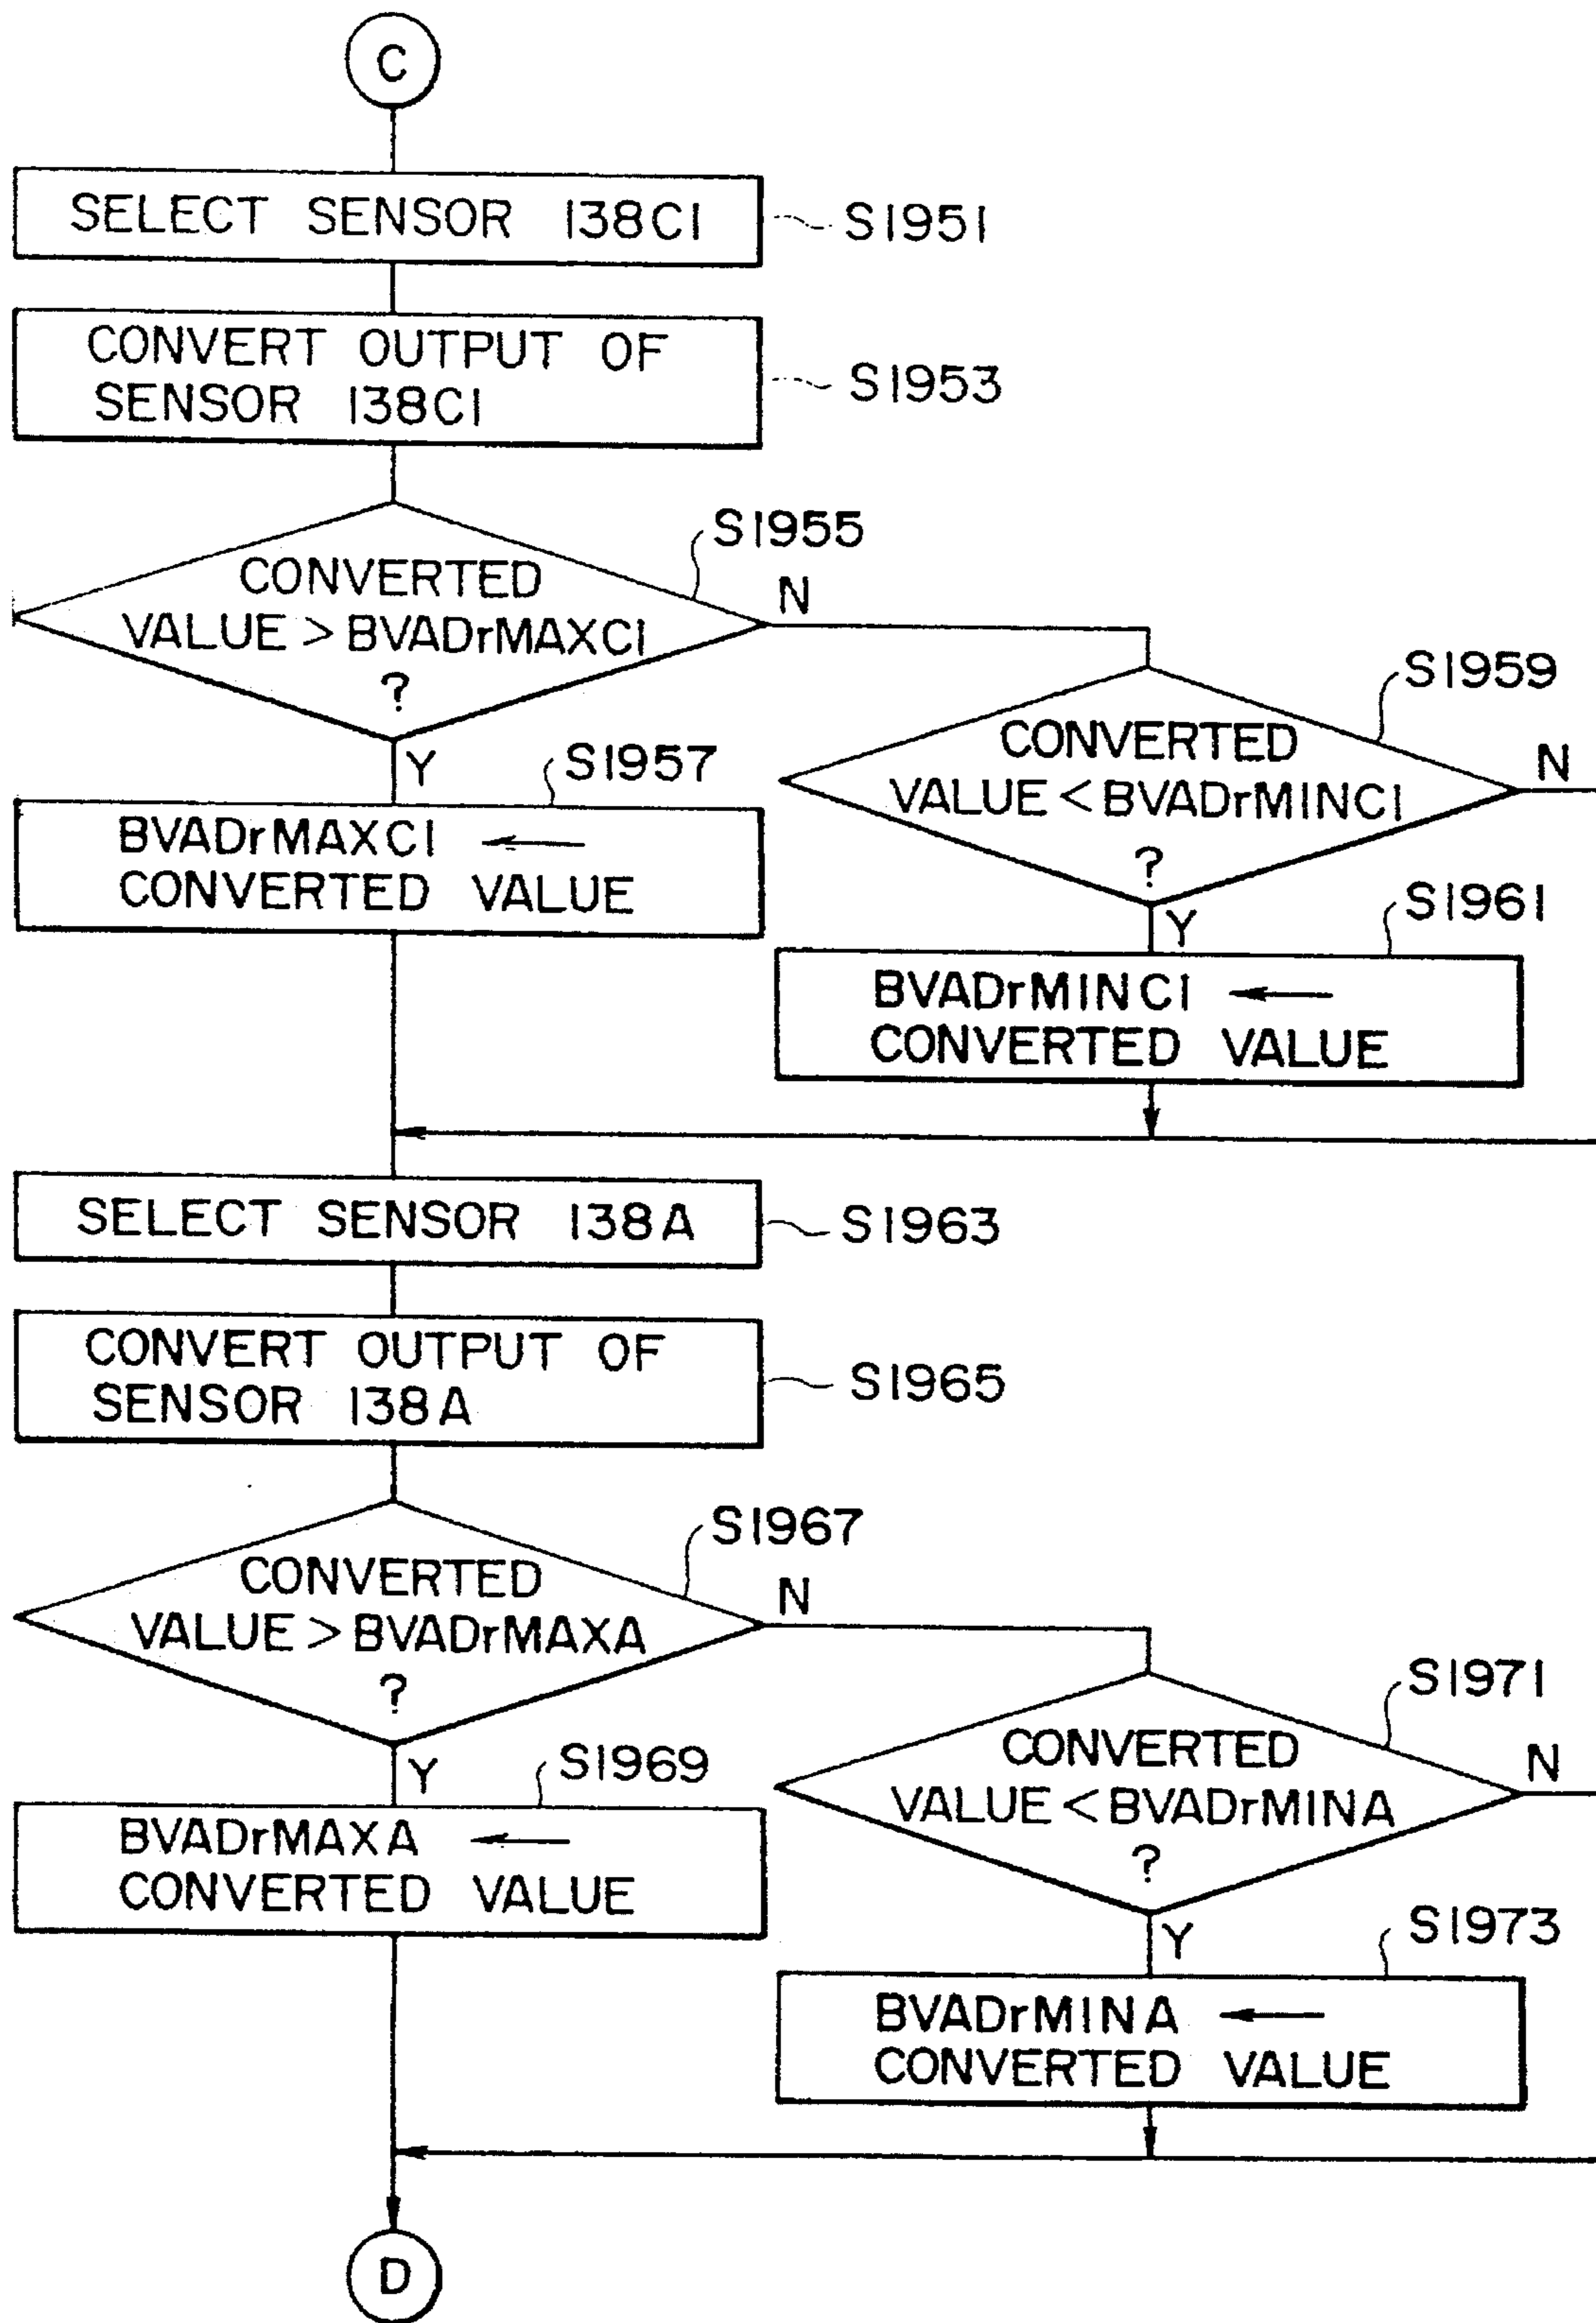 C
SELECT SENSOR 138C1
S1951
CONVERT OUTPUT OF
SENSOR 138C1
S1953
S1955
CONVERTED
VALUE > BVADrMAXC1
?
N
Y
S1957
BVADrMAXC1 ←
CONVERTED VALUE
S1959
CONVERTED
VALUE < BVADrMINC1
?
N
Y
S1961
BVADrMINC1 ←
CONVERTED VALUE
SELECT SENSOR 138A
S1963
CONVERT OUTPUT OF
SENSOR 138A
S1965
S1967
CONVERTED
VALUE > BVADrMAXA
?
N
Y
S1969
BVADrMAXA ←
CONVERTED VALUE
S1971
CONVERTED
VALUE < BVADrMINA
?
N
Y
S1973
BVADrMINA ←
CONVERTED VALUE
D